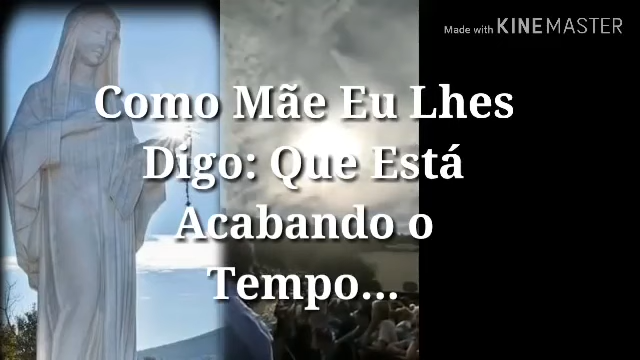 Made with KINEMASTER
Como Mãe Eu Lhes
Digo: Que Está
Acabando o
Tempo...